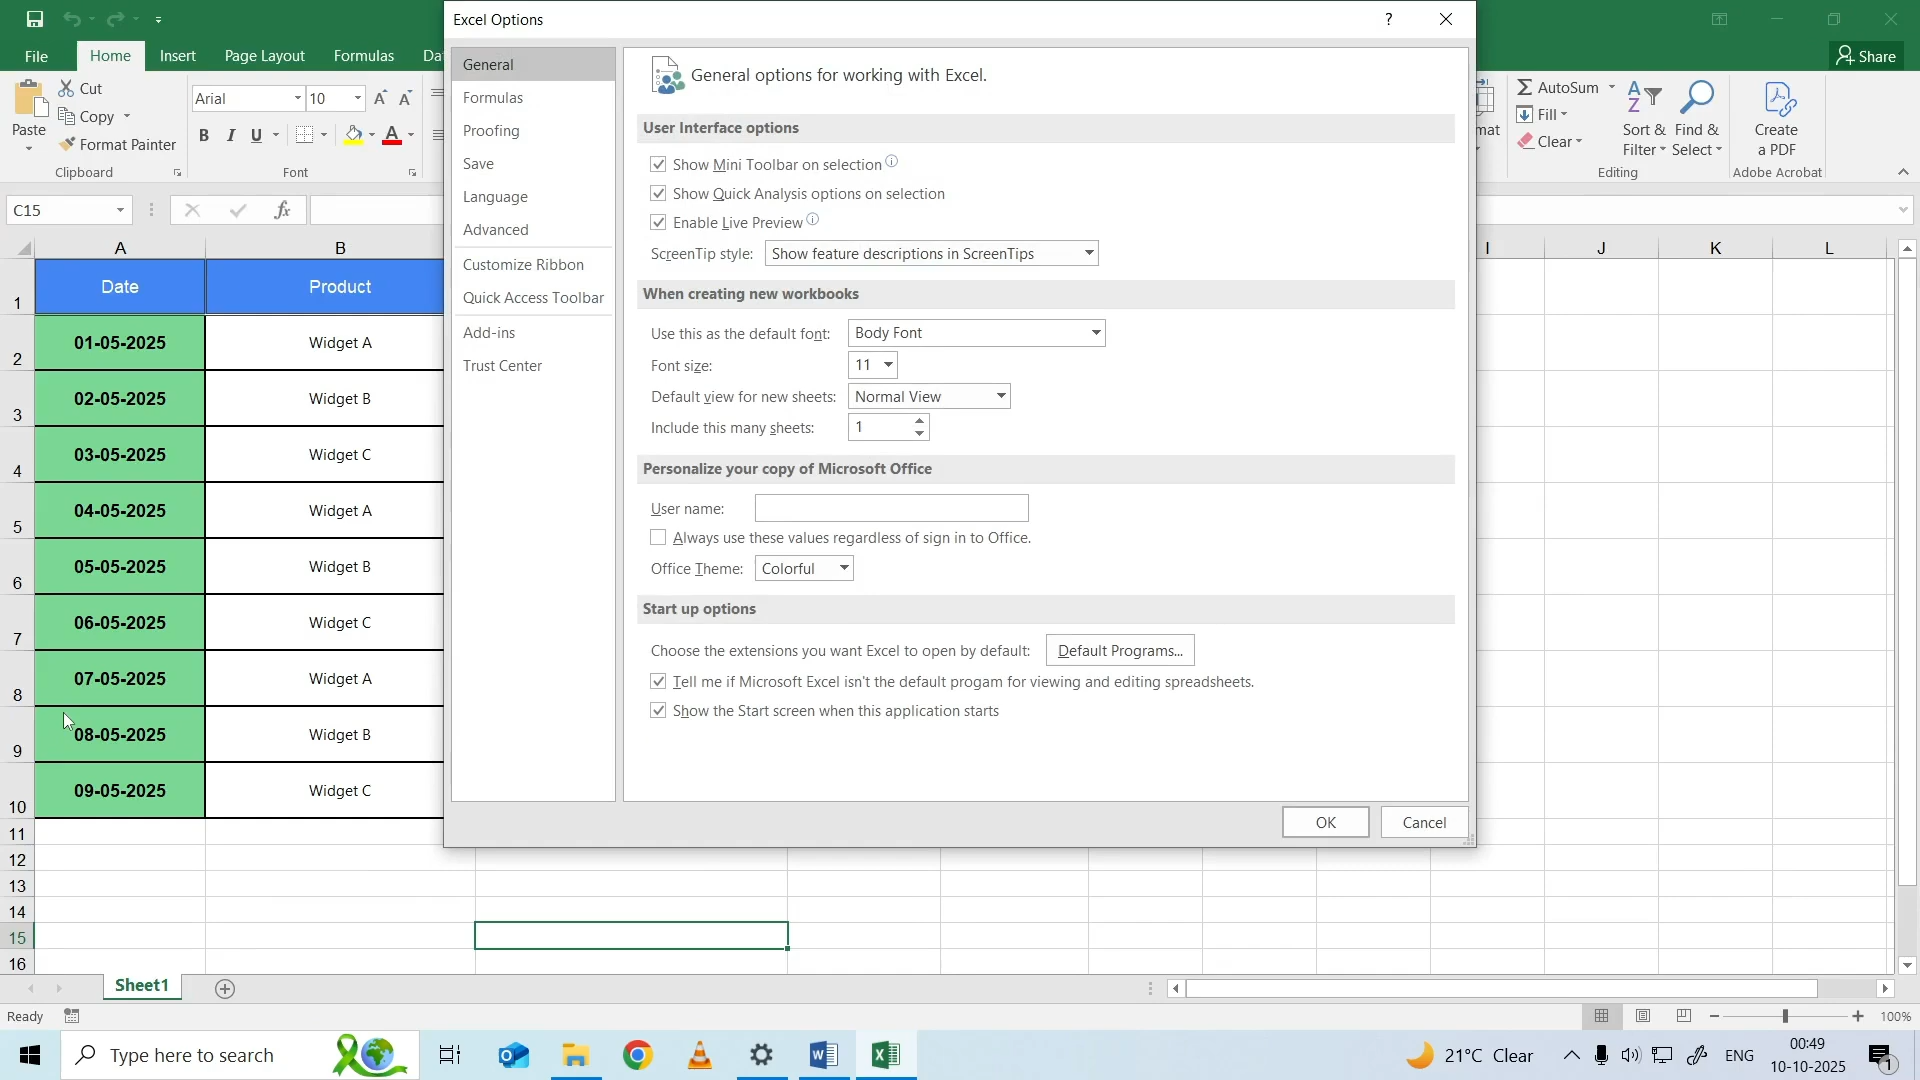 Excel Options
?
File
Home
Insert
Page Layout
Formulas
Share
Paste
Cut
Copy
Format Painter
Clipboard
Arial
10
B I U
Font
AutoSum
Fill
Clear
Sort &
Filter
Find &
Select
Editing
Create
a PDF
Adobe Acrobat
C15
fx
A B I J K L
1 Date Product
2 01-05-2025 Widget A
3 02-05-2025 Widget B
4 03-05-2025 Widget C
5 04-05-2025 Widget A
6 05-05-2025 Widget B
7 06-05-2025 Widget C
8 07-05-2025 Widget A
9 08-05-2025 Widget B
10 09-05-2025 Widget C
11
12
13
14
15
16
General
Formulas
Proofing
Save
Language
Advanced
Customize Ribbon
Quick Access Toolbar
Add-ins
Trust Center
General options for working with Excel.
User Interface options
Show Mini Toolbar on selection
Show Quick Analysis options on selection
Enable Live Preview
ScreenTip style: Show feature descriptions in ScreenTips
When creating new workbooks
Use this as the default font: Body Font
Font size: 11
Default view for new sheets: Normal View
Include this many sheets: 1
Personalize your copy of Microsoft Office
User name:
Always use these values regardless of sign in to Office.
Office Theme: Colorful
Start up options
Choose the extensions you want Excel to open by default: Default Programs...
Tell me if Microsoft Excel isn't the default progam for viewing and editing spreadsheets.
Show the Start screen when this application starts
OK
Cancel
Sheet1
Ready
100%
Type here to search
21°C Clear
ENG
00:49
10-10-2025
1